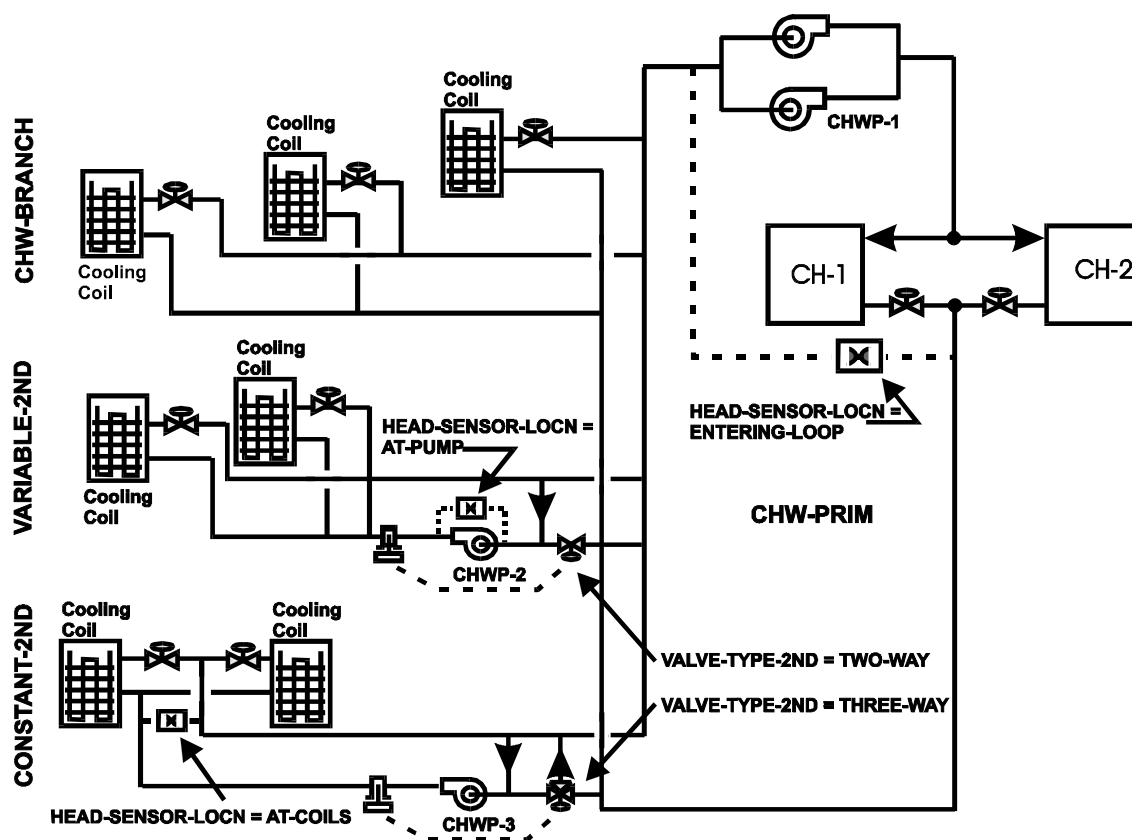 Cooling
Coil
CHWP-1
Cooling
Coil
CHW-BRANCH
Cooling
Coil
CH-1
CH-2
Cooling
Coil
HEAD-SENSOR-LOCN =
AT-PUMP
HEAD-SENSOR-LOCN =
ENTERING-LOOP
VARIABLE-2ND
Cooling
Coil
CHW-PRIM
CHWP-2
CONSTANT-2ND
Cooling
Coil
Cooling
Coil
VALVE-TYPE-2ND = TWO-WAY
VALVE-TYPE-2ND = THREE-WAY
HEAD-SENSOR-LOCN = AT-COILS
CHWP-3